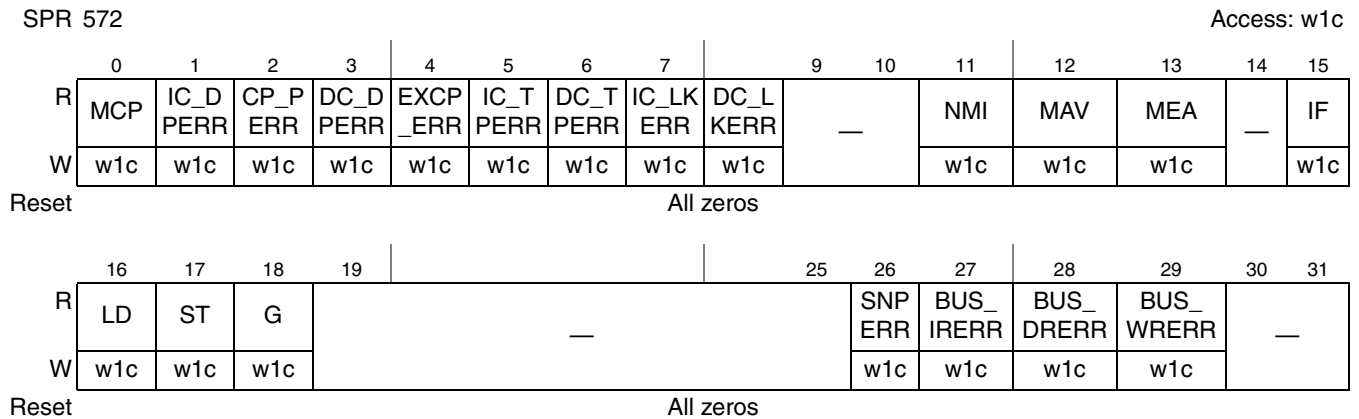 SPR 572 Access: w1c
0 1 2 3 4 5 6 7 9 10 11 12 13 14 15
R MCP IC_D PERR CP_P ERR DC_D PERR EXCP _ERR IC_T PERR DC_T PERR IC_LK ERR DC_L KERR — NMI MAV MEA — IF
W w1c w1c w1c w1c w1c w1c w1c w1c w1c w1c w1c w1c w1c
Reset All zeros
16 17 18 19 25 26 27 28 29 30 31
R LD ST G — SNP ERR BUS_ IRERR BUS_ DRERR BUS_ WRERR —
W w1c w1c w1c w1c w1c w1c w1c
Reset All zeros